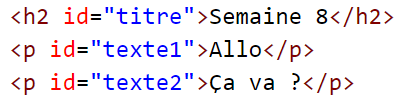 <h2 id="titre">Semaine 8</h2>
<p id="texte1">Allo</p>
<p id="texte2">Ça va ?</p>